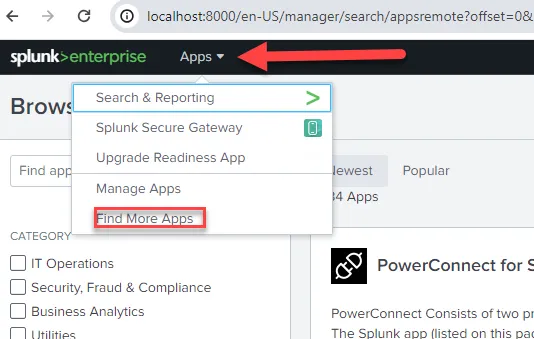 localhost:8000/en-US/manager/search/appsremote?offset=0&
splunk>enterprise Apps
Search & Reporting
Splunk Secure Gateway
Upgrade Readiness App
Manage Apps
Find More Apps
Brows
Find app
Newest Popular
34 Apps
CATEGORY
IT Operations
Security, Fraud & Compliance
Business Analytics
Utilities
PowerConnect for S
PowerConnect Consists of two pr
The Splunk app (listed on this pag